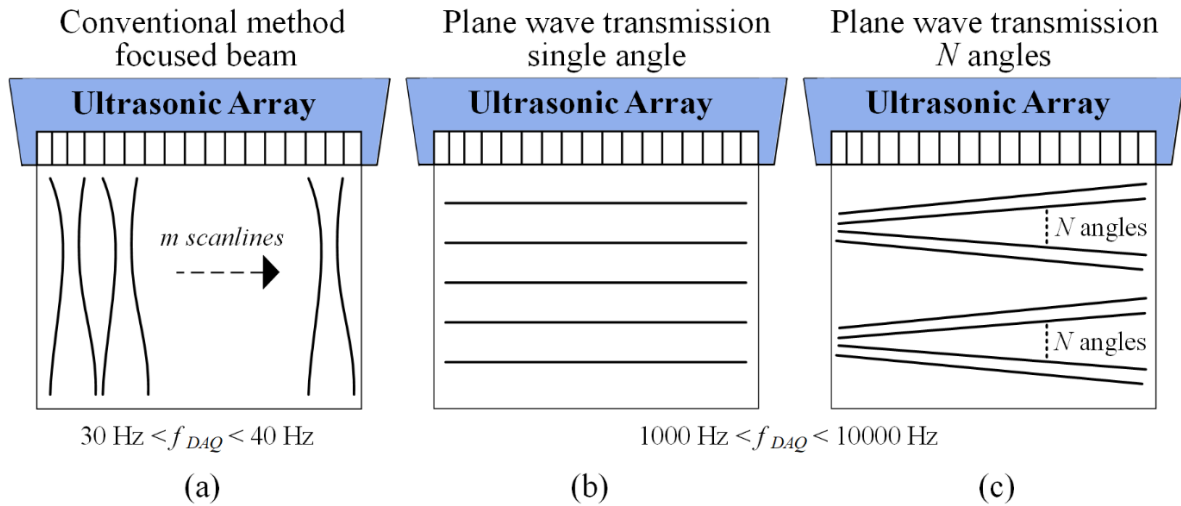 Conventional method
focused beam
Plane wave transmission
single angle
Plane wave transmission
N angles
Ultrasonic Array
Ultrasonic Array
Ultrasonic Array
m scanlines
N angles
N angles
30 Hz < f DAQ < 40 Hz
1000 Hz < f DAQ < 10000 Hz
(a)
(b)
(c)